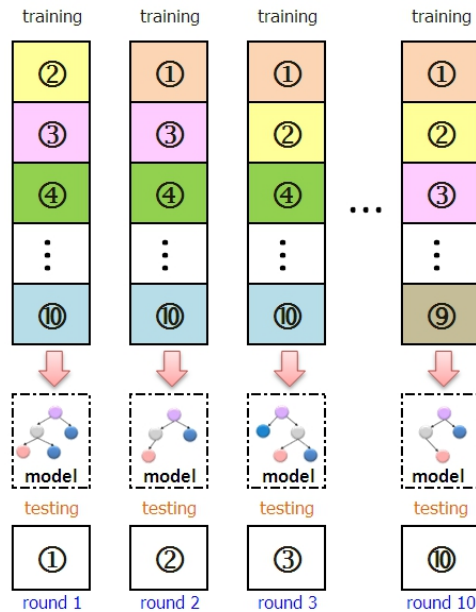 training training training training
② ① ① ①
③ ③ ② ②
④ ④ ④ ... ③
⋮ ⋮ ⋮ ⋮
⑩ ⑩ ⑩ ⑨
model model model model
testing testing testing testing
① ② ③ ⑩
round 1 round 2 round 3 round 10